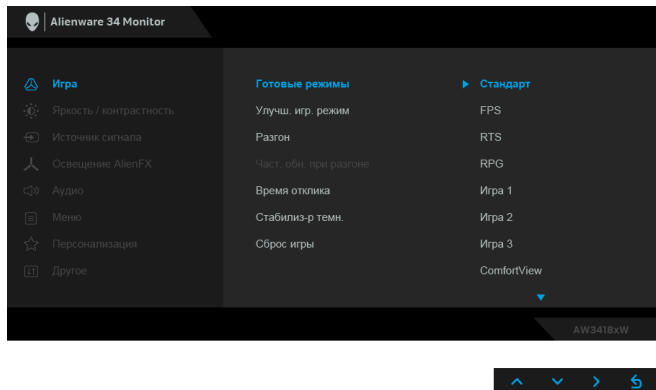 Alienware 34 Monitor
Игра
Готовые режимы
Стандарт
Яркость / контрастность
Улучш. игр. режим
FPS
Источник сигнала
Разгон
RTS
Освещение AlienFX
Част. обн. при разгоне
RPG
Аудио
Время отклика
Игра 1
Меню
Стабилиз-р темн.
Игра 2
Персонализация
Сброс игры
Игра 3
Другое
ComfortView
AW3418xW